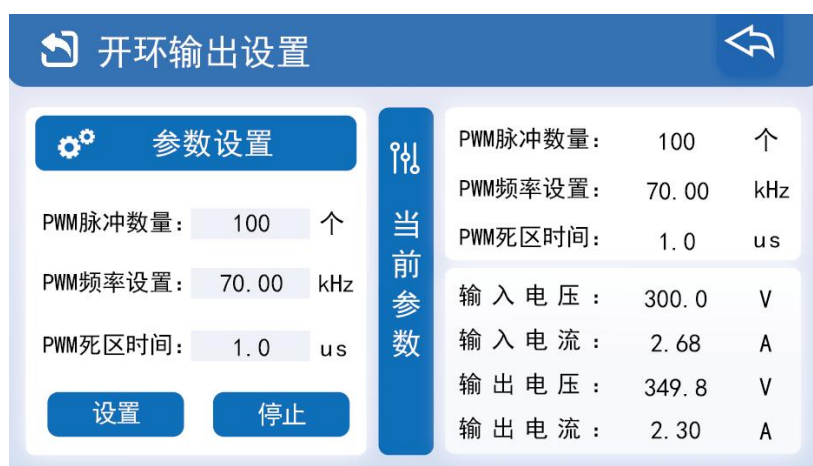 开环输出设置
参数设置
PWM脉冲数量： 100 个
PWM频率设置： 70.00 kHz
PWM死区时间： 1.0 us
设置 停止
当前参数
PWM脉冲数量： 100 个
PWM频率设置： 70.00 kHz
PWM死区时间： 1.0 us
输入电压： 300.0 V
输入电流： 2.68 A
输出电压： 349.8 V
输出电流： 2.30 A